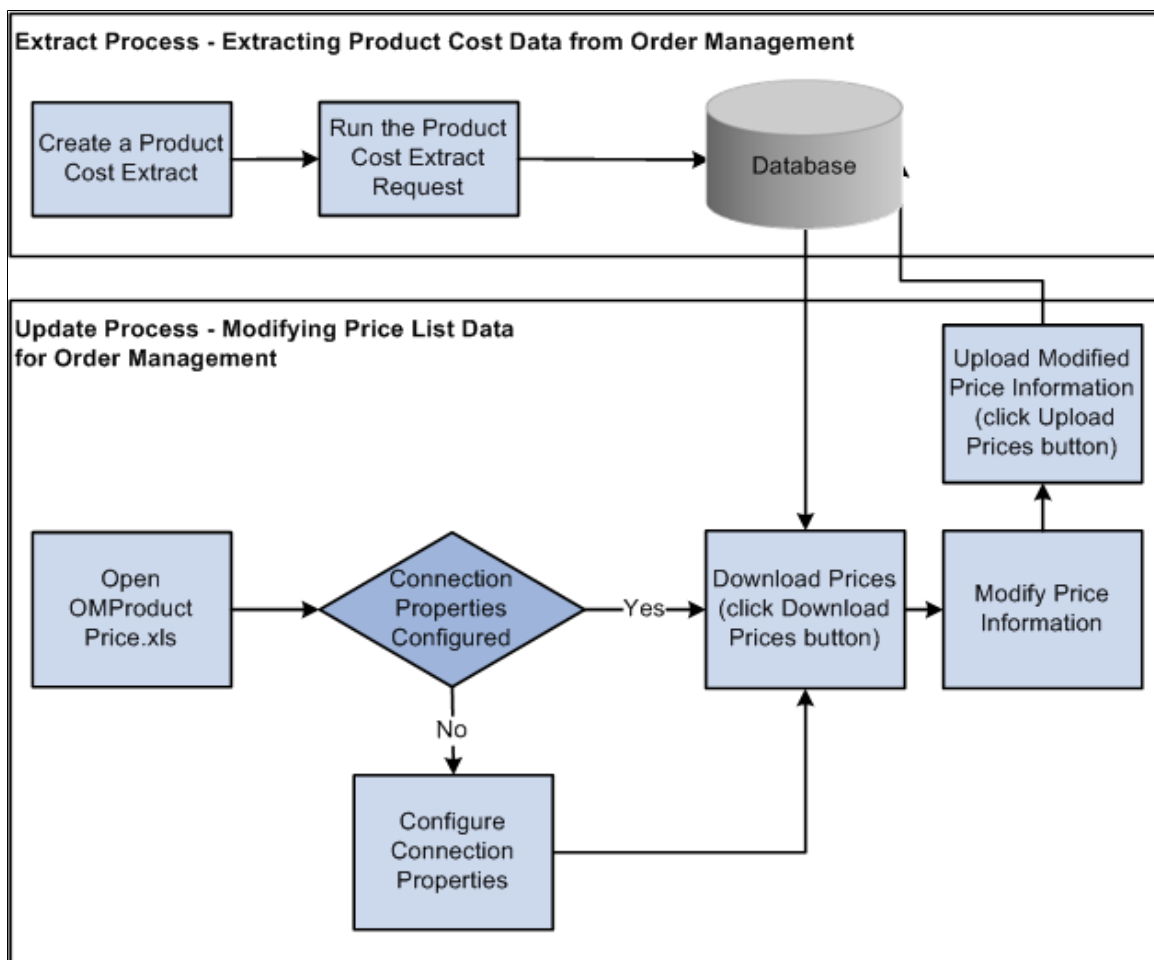 Extract Process - Extracting Product Cost Data from Order Management
Create a Product
Cost Extract
Run the Product
Cost Extract
Request
Database
Update Process - Modifying Price List Data
for Order Management
Upload Modified
Price Information
(click Upload
Prices button)
Open
OMProduct
Price.xls
Connection
Properties
Configured
Yes
Download Prices
(click Download
Prices button)
Modify Price
Information
No
Configure
Connection
Properties